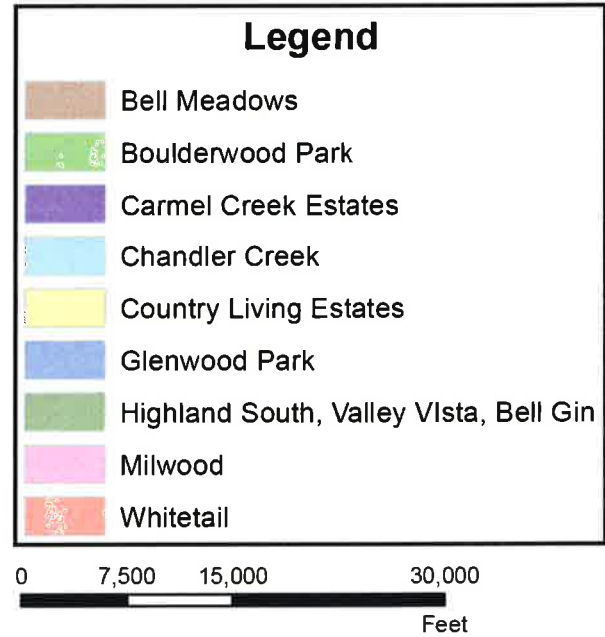 Legend
Bell Meadows
Boulderwood Park
Carmel Creek Estates
Chandler Creek
Country Living Estates
Glenwood Park
Highland South, Valley VIsta, Bell Gin
Milwood
Whitetail
0 7,500 15,000 30,000
Feet